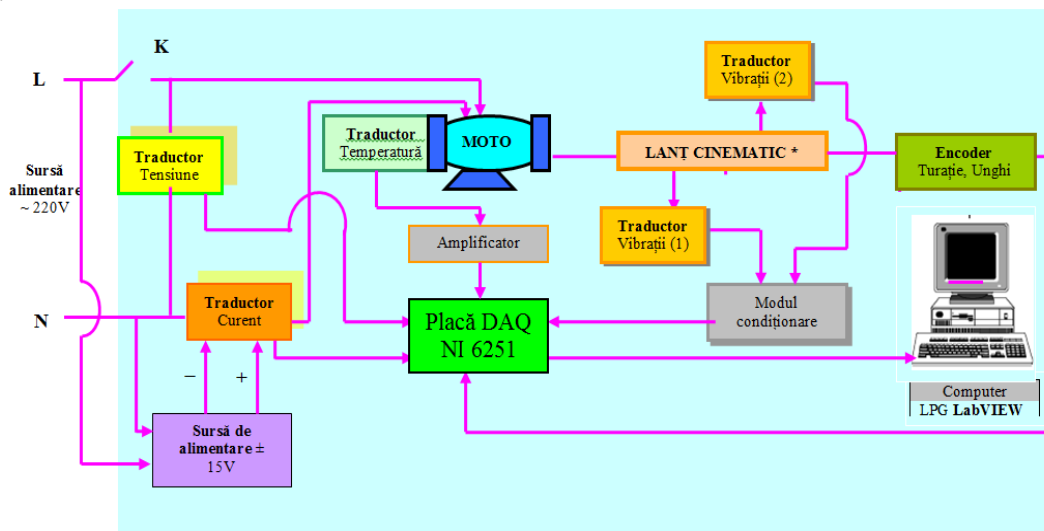 K
L
Traductor
Vibrații (2)
Traductor
Temperatură
MOTO
LANȚ CINEMATIC *
Encoder
Turație, Unghi
Traductor
Tensiune
Sursă
alimentare
~ 220V
Traductor
Vibrații (1)
Amplificator
N
Traductor
Curent
Placă DAQ
NI 6251
Modul
condiționare
– +
Computer
LPG LabVIEW
Sursă de
alimentare ±
15V